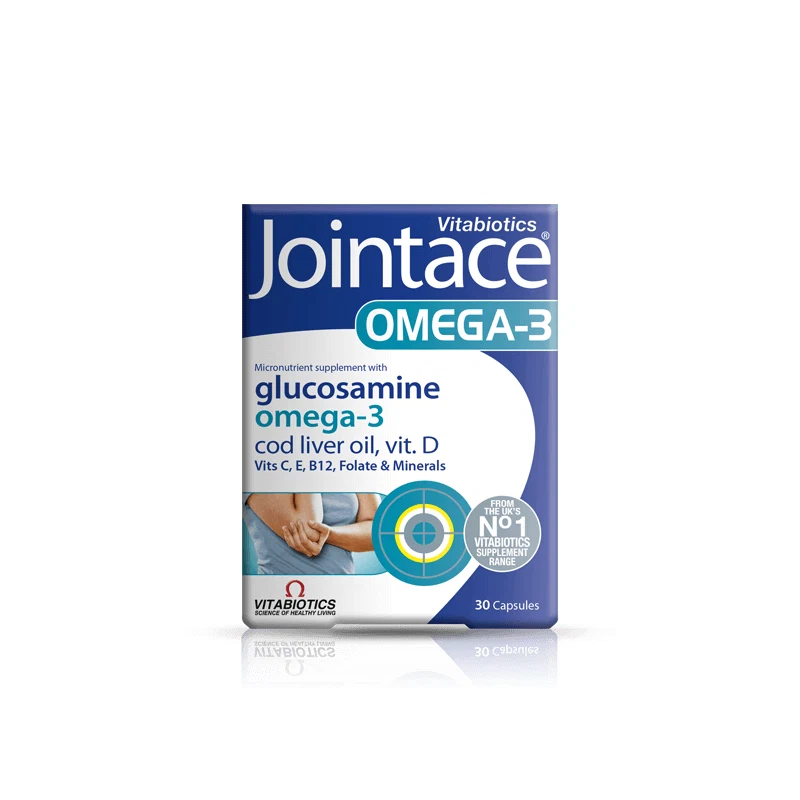 Vitabiotics
Jointace®
OMEGA-3
Micronutrient supplement with
glucosamine
omega-3
cod liver oil, vit. D
Vits C, E, B12, Folate & Minerals
FROM
THE UK'S
Nº1
VITABIOTICS
SUPPLEMENT
RANGE
VITABIOTICS
SCIENCE OF HEALTHY LIVING
30 Capsules